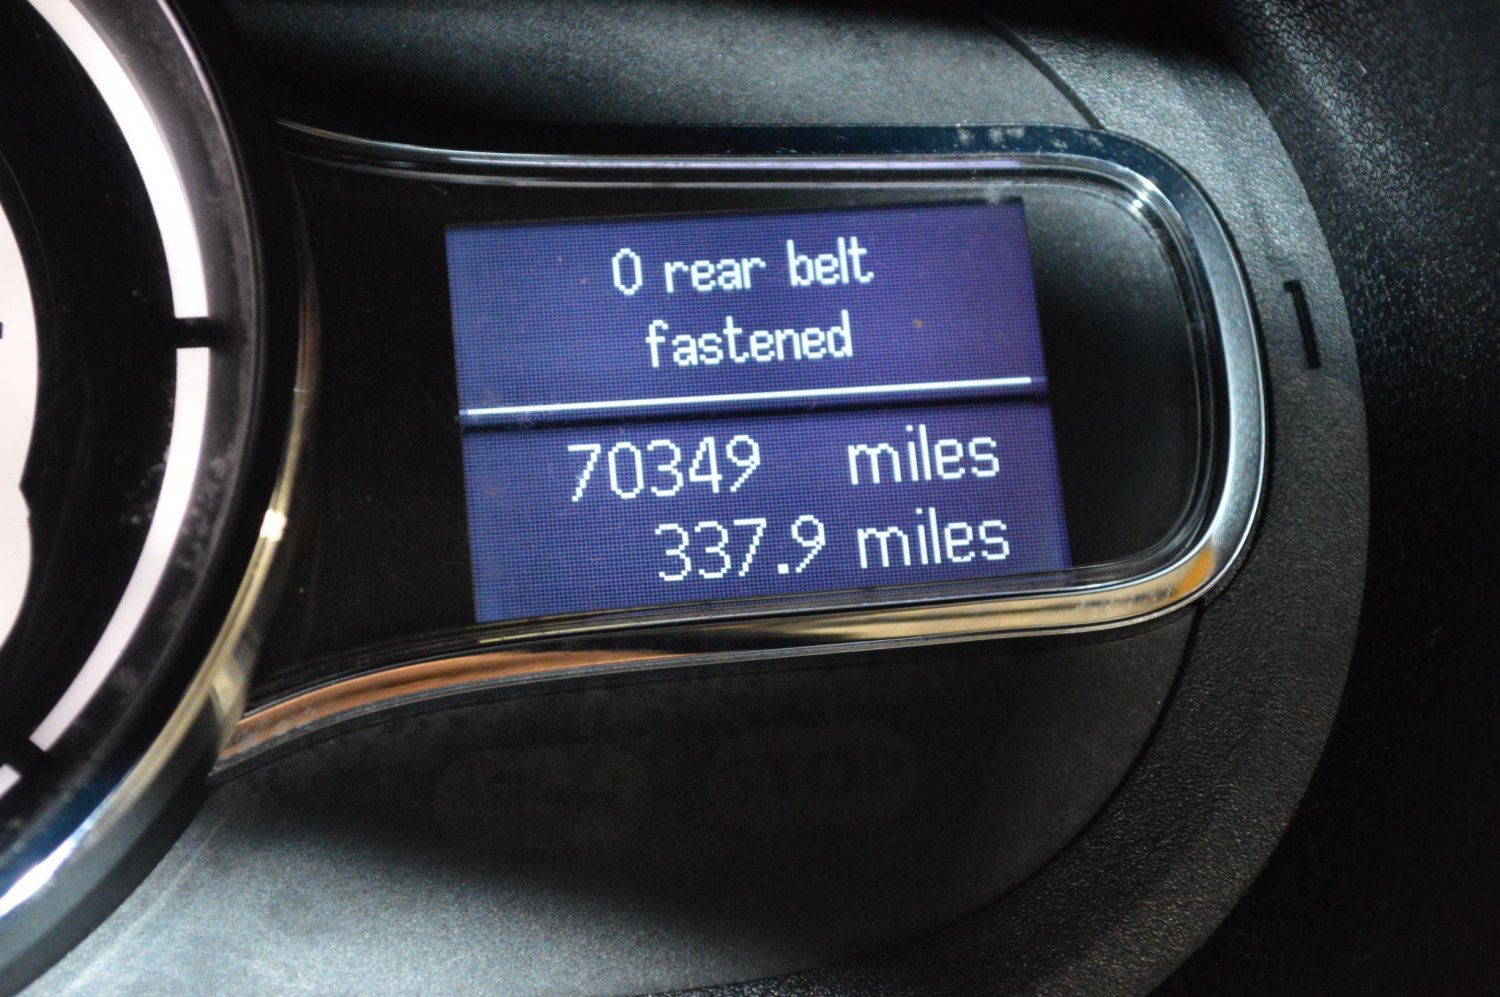 0 rear belt
fastened
70349 miles
337.9 miles